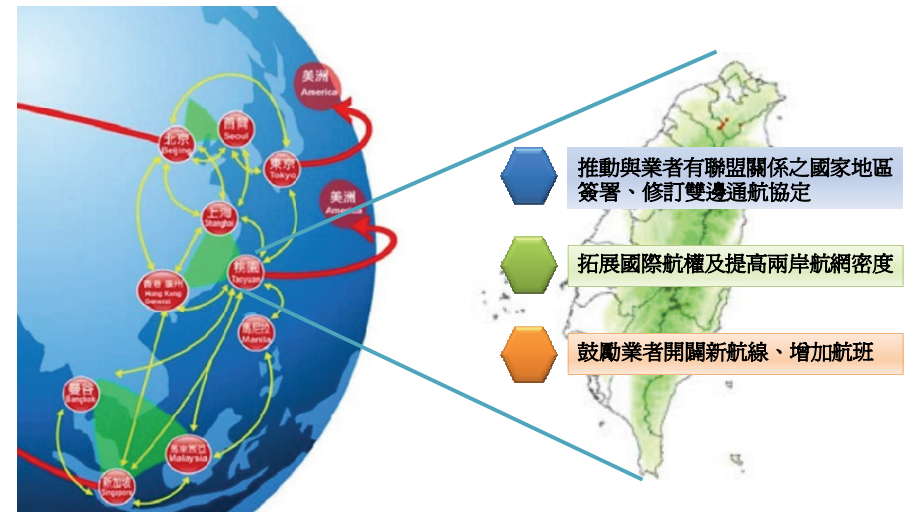 美洲
America
首爾
Seoul
北京
Beijing
東京
Tokyo
美洲
America
上海
Shanghai
桃園
Taoyuan
香港 廣州
Hong Kong
馬尼拉
Manila
曼谷
Bangkok
馬來西亞
Malaysia
新加坡
Singapore
推動與業者有聯盟關係之國家地區
簽署、修訂雙邊通航協定
拓展國際航權及提高兩岸航網密度
鼓勵業者開闢新航線、增加航班